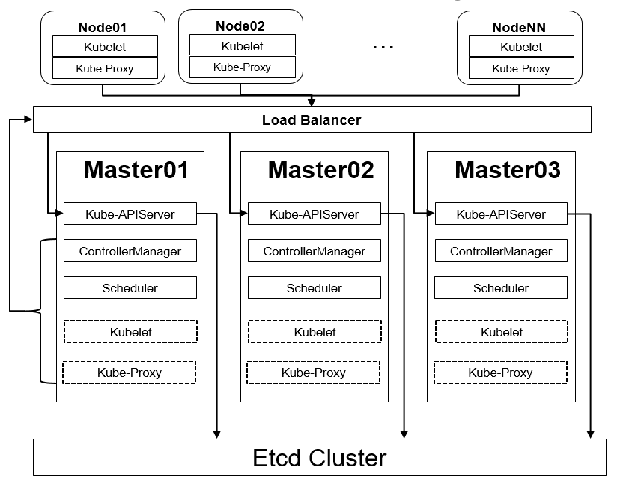 Node01
Kubelet
Kube-Proxy
Node02
Kubelet
Kube-Proxy
...
NodeNN
Kubelet
Kube-Proxy
Load Balancer
Master01
Kube-APIServer
ControllerManager
Scheduler
Kubelet
Kube-Proxy
Master02
Kube-APIServer
ControllerManager
Scheduler
Kubelet
Kube-Proxy
Master03
Kube-APIServer
ControllerManager
Scheduler
Kubelet
Kube-Proxy
Etcd Cluster